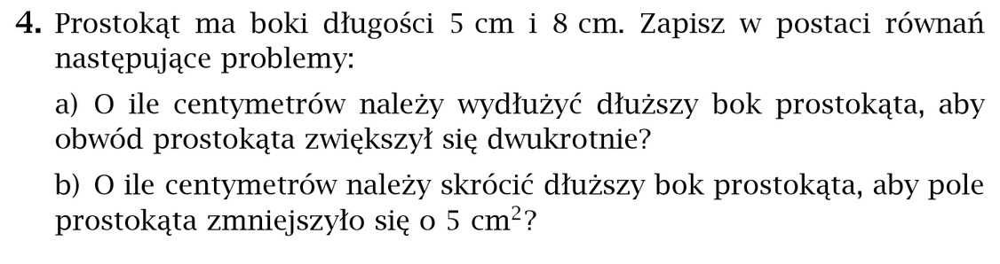 4. Prostokąt ma boki długości 5 cm i 8 cm. Zapisz w postaci równań
następujące problemy:
a) O ile centymetrów należy wydłużyć dłuższy bok prostokąta, aby
obwód prostokąta zwiększył się dwukrotnie?
b) O ile centymetrów należy skrócić dłuższy bok prostokąta, aby pole
prostokąta zmniejszyło się o 5 cm²?